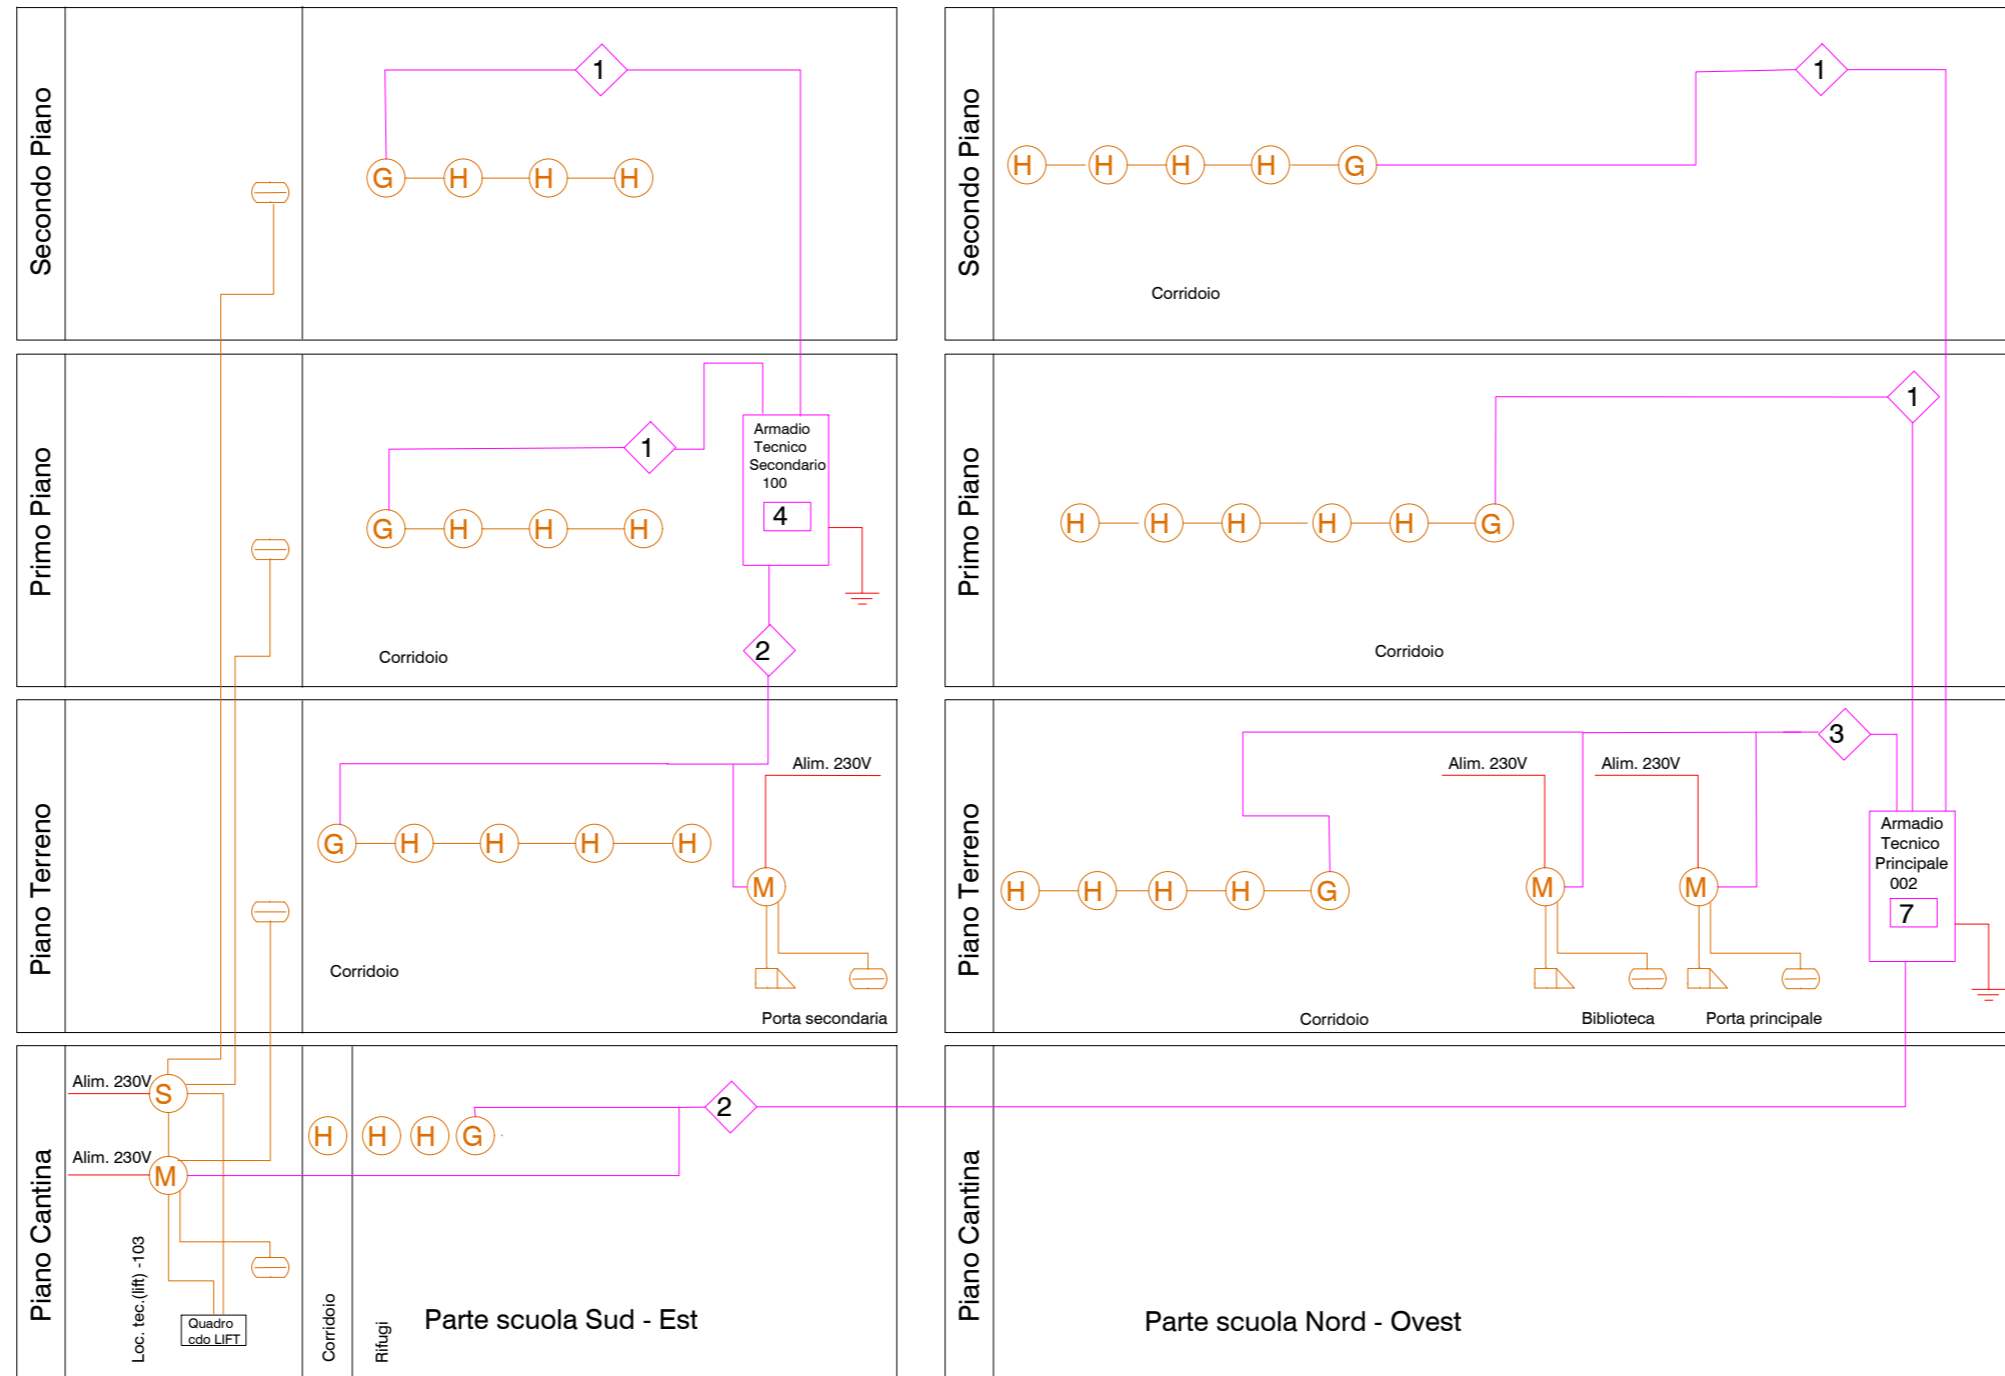 Secondo Piano
1
G H H H
Secondo Piano
1
H H H H G
Corridoio
Primo Piano
1
G H H H
Armadio
Tecnico
Secondario
100
4
2
Corridoio
Primo Piano
1
H H H H H G
Corridoio
Piano Terreno
Alim. 230V
G H H H H
M
Corridoio
Porta secondaria
Piano Terreno
3
Alim. 230V
Alim. 230V
H H H H G
M
M
Armadio
Tecnico
Principale
002
7
Corridoio
Biblioteca
Porta principale
Piano Cantina
Alim. 230V
S
Alim. 230V
M
Loc. tec.(lift) -103
Quadro
cdo LIFT
H H H G
2
Corridoio
Rifugi
Parte scuola Sud - Est
Piano Cantina
Parte scuola Nord - Ovest